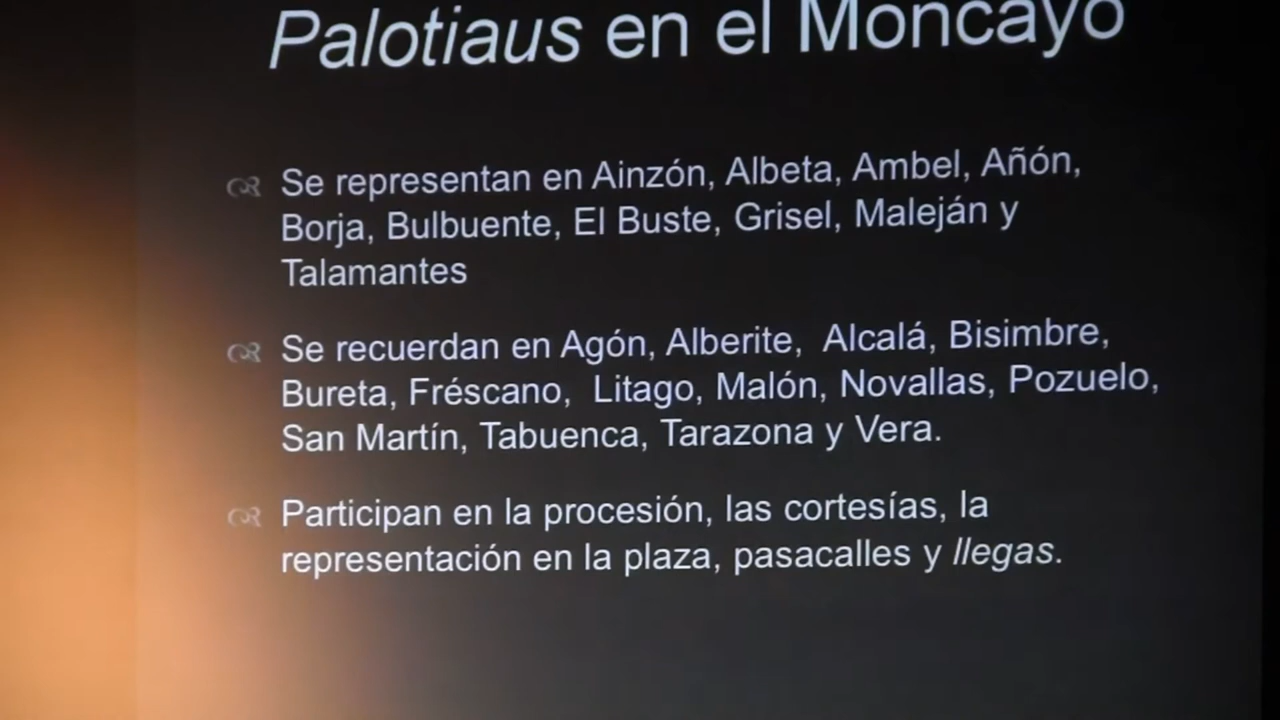 Palotiaus en el Moncayo
Se representan en Ainzón, Albeta, Ambel, Añón,
Borja, Bulbuente, El Buste, Grisel, Maleján y
Talamantes
Se recuerdan en Agón, Alberite, Alcalá, Bisimbre,
Bureta, Fréscano, Litago, Malón, Novallas, Pozuelo,
San Martín, Tabuenca, Tarazona y Vera.
Participan en la procesión, las cortesías, la
representación en la plaza, pasacalles y llegas.